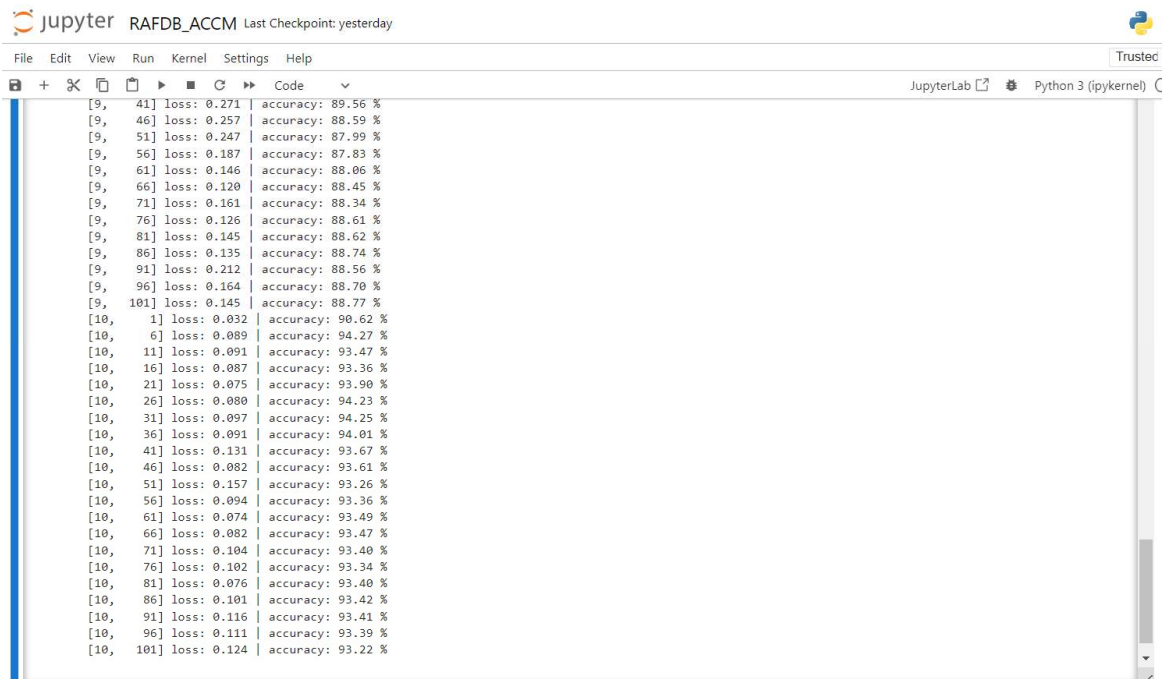 jupyter RAFDB_ACCM Last Checkpoint: yesterday
File Edit View Run Kernel Settings Help Trusted
Code JupyterLab Python 3 (ipykernel)
[9, 41] loss: 0.271 | accuracy: 89.56 %
[9, 46] loss: 0.257 | accuracy: 88.59 %
[9, 51] loss: 0.247 | accuracy: 87.99 %
[9, 56] loss: 0.187 | accuracy: 87.83 %
[9, 61] loss: 0.146 | accuracy: 88.06 %
[9, 66] loss: 0.120 | accuracy: 88.45 %
[9, 71] loss: 0.161 | accuracy: 88.34 %
[9, 76] loss: 0.126 | accuracy: 88.61 %
[9, 81] loss: 0.145 | accuracy: 88.62 %
[9, 86] loss: 0.135 | accuracy: 88.74 %
[9, 91] loss: 0.212 | accuracy: 88.56 %
[9, 96] loss: 0.164 | accuracy: 88.70 %
[9, 101] loss: 0.145 | accuracy: 88.77 %
[10, 1] loss: 0.032 | accuracy: 90.62 %
[10, 6] loss: 0.089 | accuracy: 94.27 %
[10, 11] loss: 0.091 | accuracy: 93.47 %
[10, 16] loss: 0.087 | accuracy: 93.36 %
[10, 21] loss: 0.075 | accuracy: 93.90 %
[10, 26] loss: 0.080 | accuracy: 94.23 %
[10, 31] loss: 0.097 | accuracy: 94.25 %
[10, 36] loss: 0.091 | accuracy: 94.01 %
[10, 41] loss: 0.131 | accuracy: 93.67 %
[10, 46] loss: 0.082 | accuracy: 93.61 %
[10, 51] loss: 0.157 | accuracy: 93.26 %
[10, 56] loss: 0.094 | accuracy: 93.36 %
[10, 61] loss: 0.074 | accuracy: 93.49 %
[10, 66] loss: 0.082 | accuracy: 93.47 %
[10, 71] loss: 0.104 | accuracy: 93.40 %
[10, 76] loss: 0.102 | accuracy: 93.34 %
[10, 81] loss: 0.076 | accuracy: 93.40 %
[10, 86] loss: 0.101 | accuracy: 93.42 %
[10, 91] loss: 0.116 | accuracy: 93.41 %
[10, 96] loss: 0.111 | accuracy: 93.39 %
[10, 101] loss: 0.124 | accuracy: 93.22 %